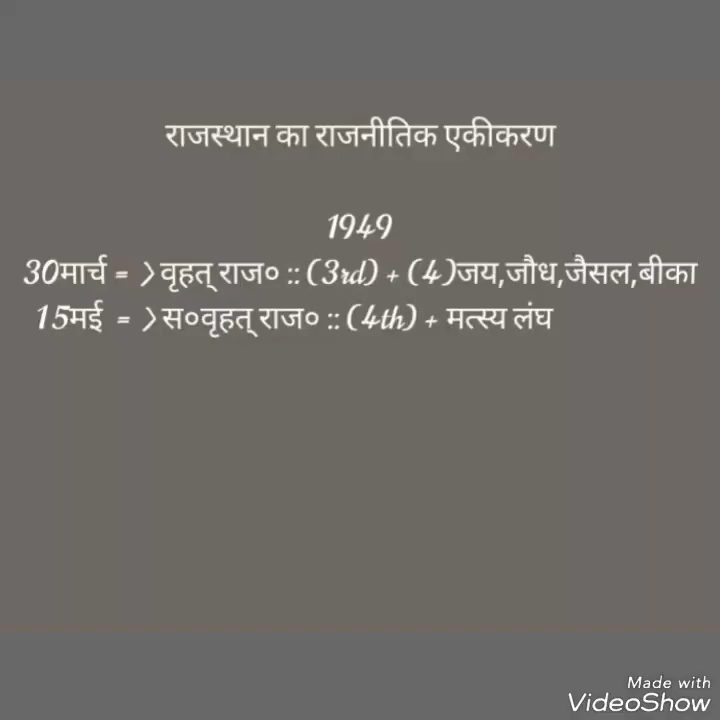 राजस्थान का राजनीतिक एकीकरण
1949
30मार्च = 〉वृहत् राज० :: (3rd) + (4)जय,जौध,जैसल,बीका
15मई = 〉स०वृहत् राज० :: (4th) + मत्स्य लंघ
Made with
VideoShow